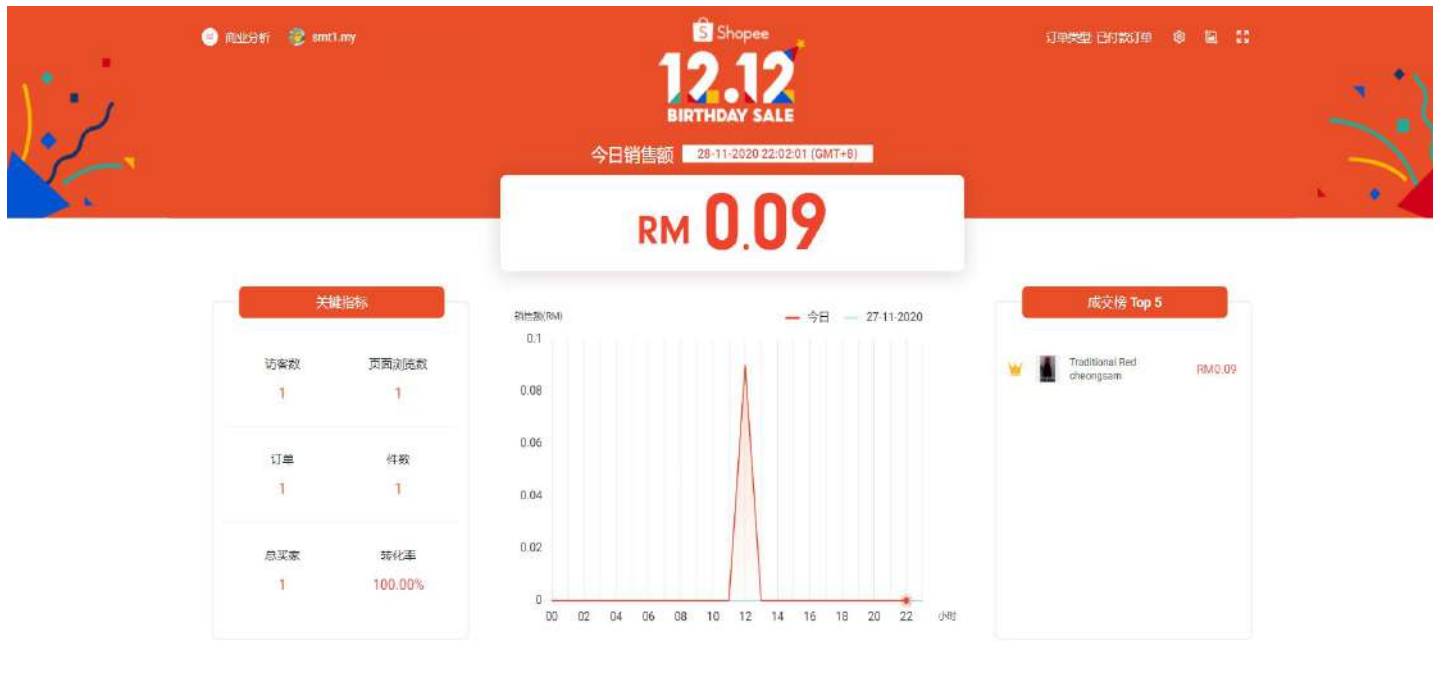 商业分析
smt1.my
Shopee
12.12
BIRTHDAY SALE
订单类型: 已付款订单
今日销售额 28-11-2020 22:02:01 (GMT+8)
RM 0.09
关键指标
访客数 页面浏览数
1 1
订单 件数
1 1
总买家 转化率
1 100.00%
销售额(RM)
今日 27-11-2020
0.1
0.08
0.06
0.04
0.02
0
00 02 04 06 08 10 12 14 16 18 20 22 小时
成交榜 Top 5
Traditional Red
cheongsam
RM0.09